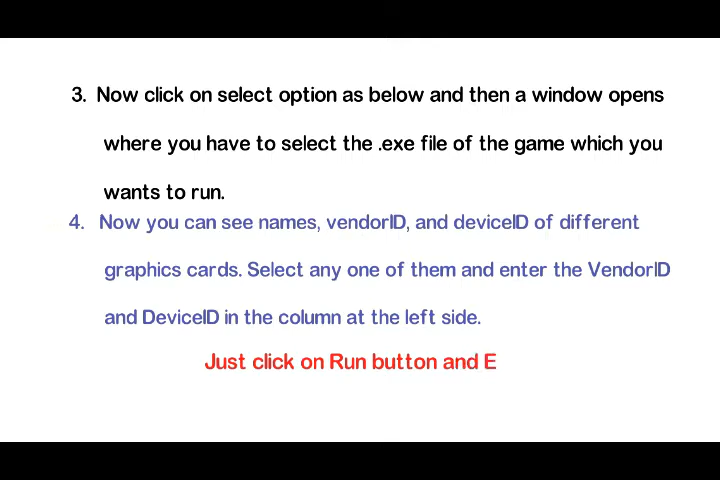 3. Now click on select option as below and then a window opens
where you have to select the .exe file of the game which you
wants to run.
4. Now you can see names, vendorID, and deviceID of different
graphics cards. Select any one of them and enter the VendorID
and DeviceID in the column at the left side.
Just click on Run button and E